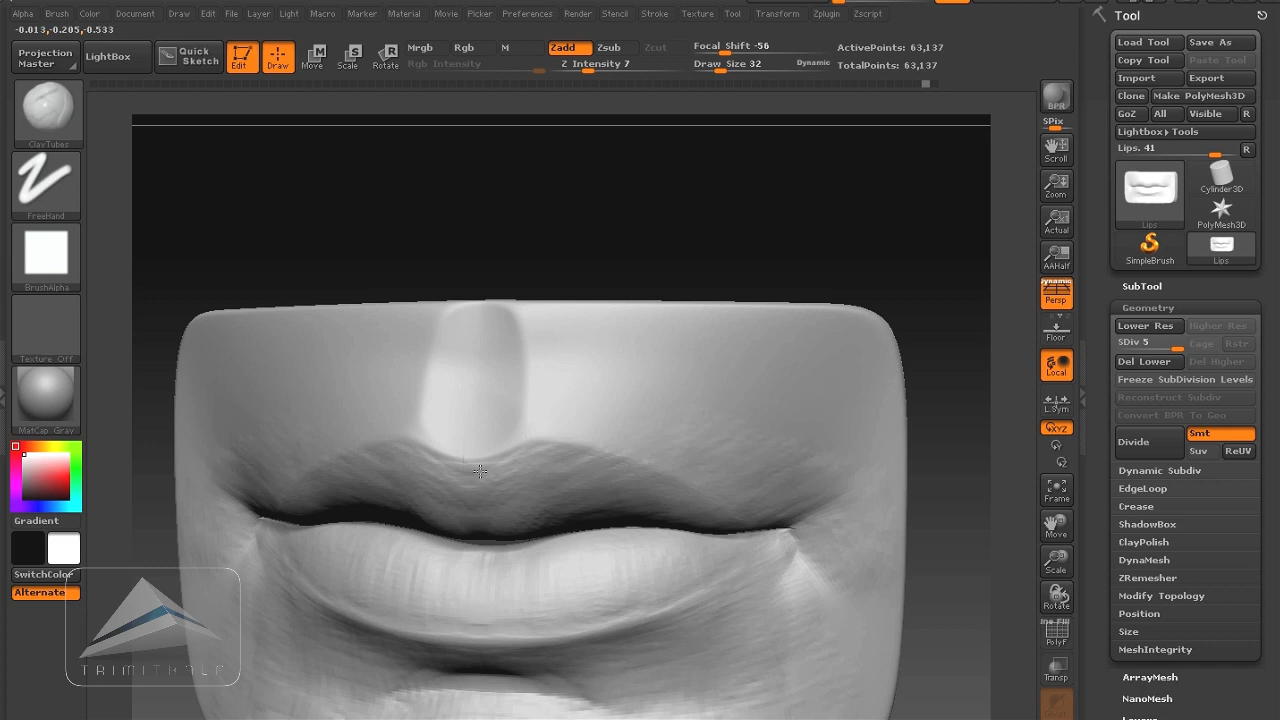 Alpha Brush Color Document Draw Edit File Layer Light Macro Marker Material Movie Picker Preferences Render Stencil Stroke Texture Tool Transform Zplugin Zscript
-0.013,-0.205,-0.533
Projection Master
LightBox
Quick Sketch
Edit
Draw
Move
Scale
Rotate
Mrgb Rgb M
Rgb Intensity
Zadd Zsub Zcut
Z Intensity 7
Focal Shift -56
Draw Size 32
Dynamic
ActivePoints: 63,137
TotalPoints: 63,137
ClayTubes
FreeHand
BrushAlpha
Texture Off
MatCap Gray
Gradient
SwitchColor
Alternate
TRIMITRALF
BPR
SPix
Scroll
Zoom
Actual
AAHalf
Dynamic
Persp
Floor
Local
L.Sym
XYZ
Frame
Move
Scale
Rotate
PolyF
Transp
Tool
Load Tool Save As
Copy Tool Paste Tool
Import Export
Clone Make PolyMesh3D
GoZ All Visible R
Lightbox▸Tools
Lips. 41 R
Lips
Cylinder3D
PolyMesh3D
SimpleBrush
Lips
SubTool
Geometry
Lower Res Higher Res
SDiv 5 Cage Rstr
Del Lower Del Higher
Freeze SubDivision Levels
Reconstruct Subdiv
Convert BPR To Geo
Divide
Smt
Suv ReUV
Dynamic Subdiv
EdgeLoop
Crease
ShadowBox
ClayPolish
DynaMesh
ZRemesher
Modify Topology
Position
Size
MeshIntegrity
ArrayMesh
NanoMesh